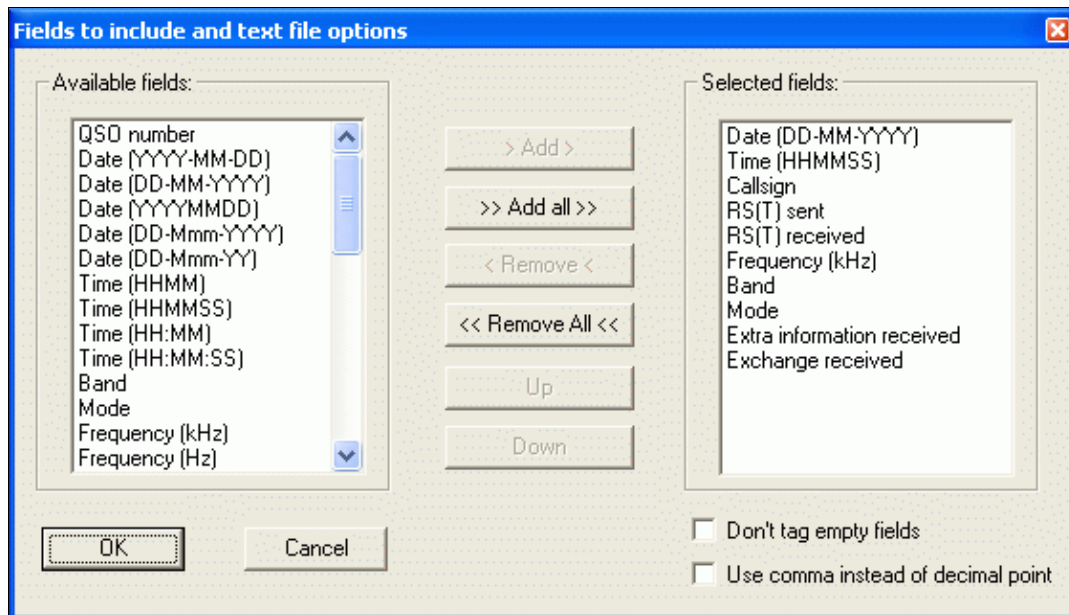 Fields to include and text file options
Available fields:
QSO number
Date (YYYY-MM-DD)
Date (DD-MM-YYYY)
Date (YYYYMMDD)
Date (DD-Mmm-YYYY)
Date (DD-Mmm-YY)
Time (HHMM)
Time (HHMMSS)
Time (HH:MM)
Time (HH:MM:SS)
Band
Mode
Frequency (kHz)
Frequency (Hz)
> Add >
>> Add all >>
< Remove <
<< Remove All <<
Up
Down
Selected fields:
Date (DD-MM-YYYY)
Time (HHMMSS)
Callsign
RS(T) sent
RS(T) received
Frequency (kHz)
Band
Mode
Extra information received
Exchange received
OK
Cancel
Don't tag empty fields
Use comma instead of decimal point